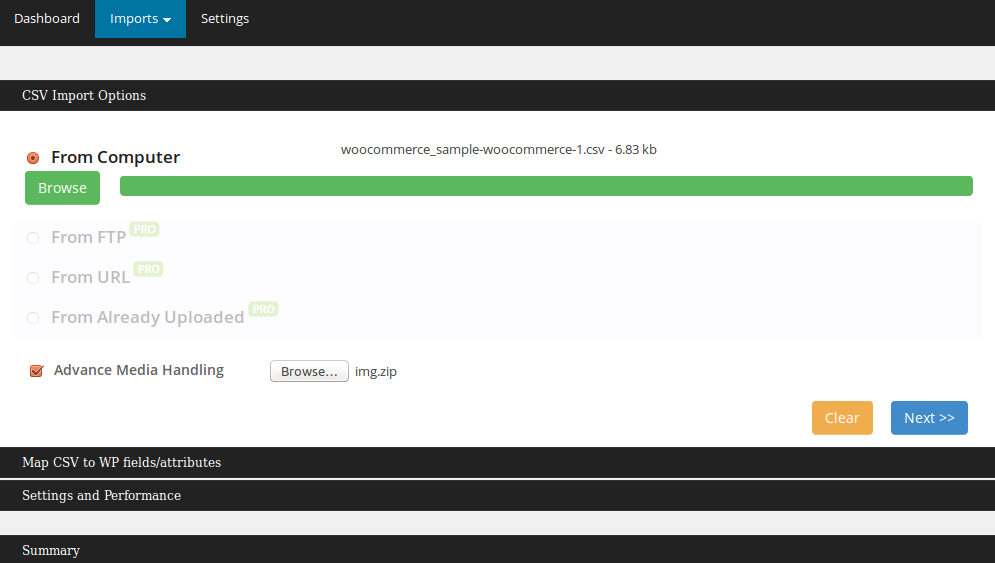 Dashboard Imports Settings
CSV Import Options
woocommerce_sample-woocommerce-1.csv - 6.83 kb
From Computer
Browse
From FTP PRO
From URL PRO
From Already Uploaded PRO
Advance Media Handling Browse... img.zip
Clear Next >>
Map CSV to WP fields/attributes
Settings and Performance
Summary